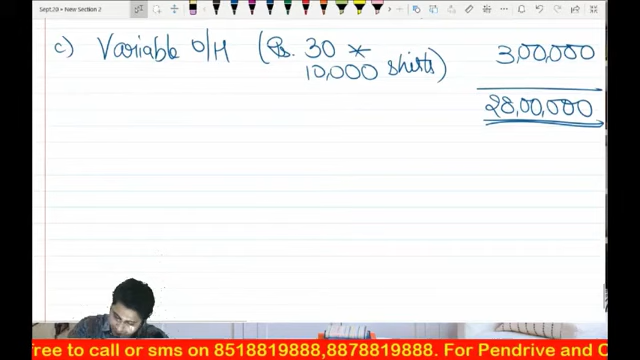 Sept.20 • New Section 2
c) Variable O/H (Rs. 30 * 3,00,000
10,000 shirts)
28,00,000
free to call or sms on 8518819888,8878819888. For Pendrive and C